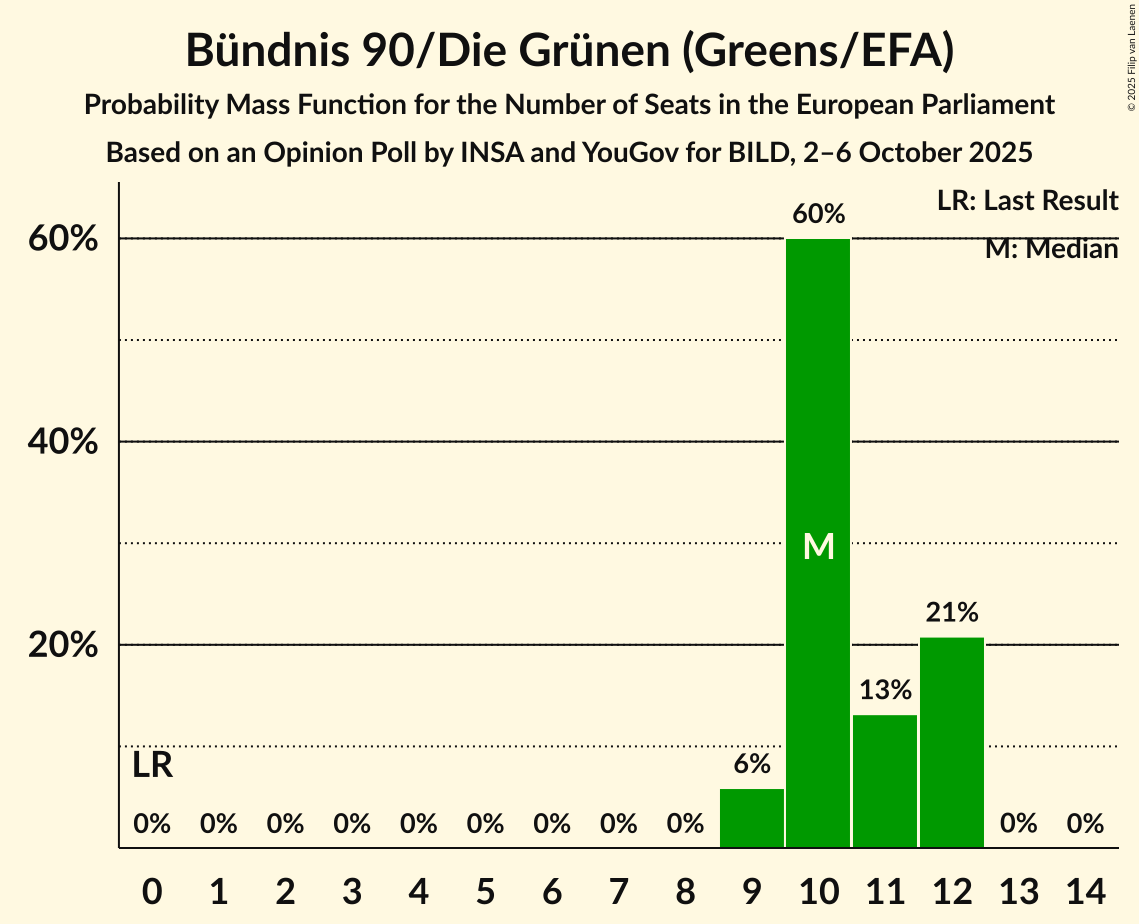 Bündnis 90/Die Grünen (Greens/EFA)
Probability Mass Function for the Number of Seats in the European Parliament
Based on an Opinion Poll by INSA and YouGov for BILD, 2–6 October 2025
© 2025 Filip van Laenen
LR: Last Result
M: Median
60%
40%
20%
60%
M
21%
13%
6%
LR
0% 0% 0% 0% 0% 0% 0% 0% 0% 0% 0%
0 1 2 3 4 5 6 7 8 9 10 11 12 13 14